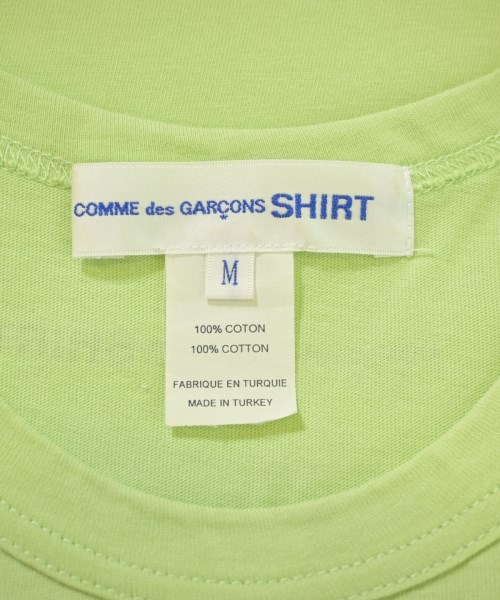 COMME des GARÇONS SHIRT
M
100% COTON
100% COTTON
FABRIQUE EN TURQUIE
MADE IN TURKEY